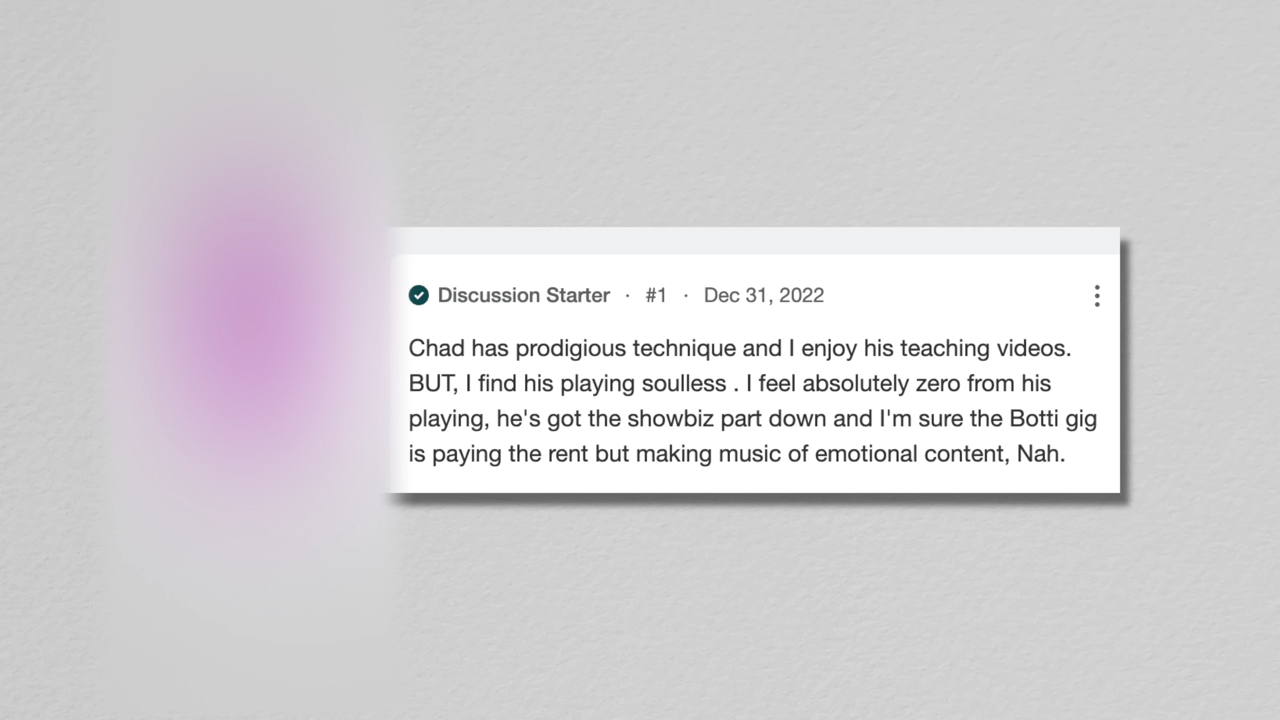 Discussion Starter · #1 · Dec 31, 2022
Chad has prodigious technique and I enjoy his teaching videos.
BUT, I find his playing soulless . I feel absolutely zero from his
playing, he's got the showbiz part down and I'm sure the Botti gig
is paying the rent but making music of emotional content, Nah.